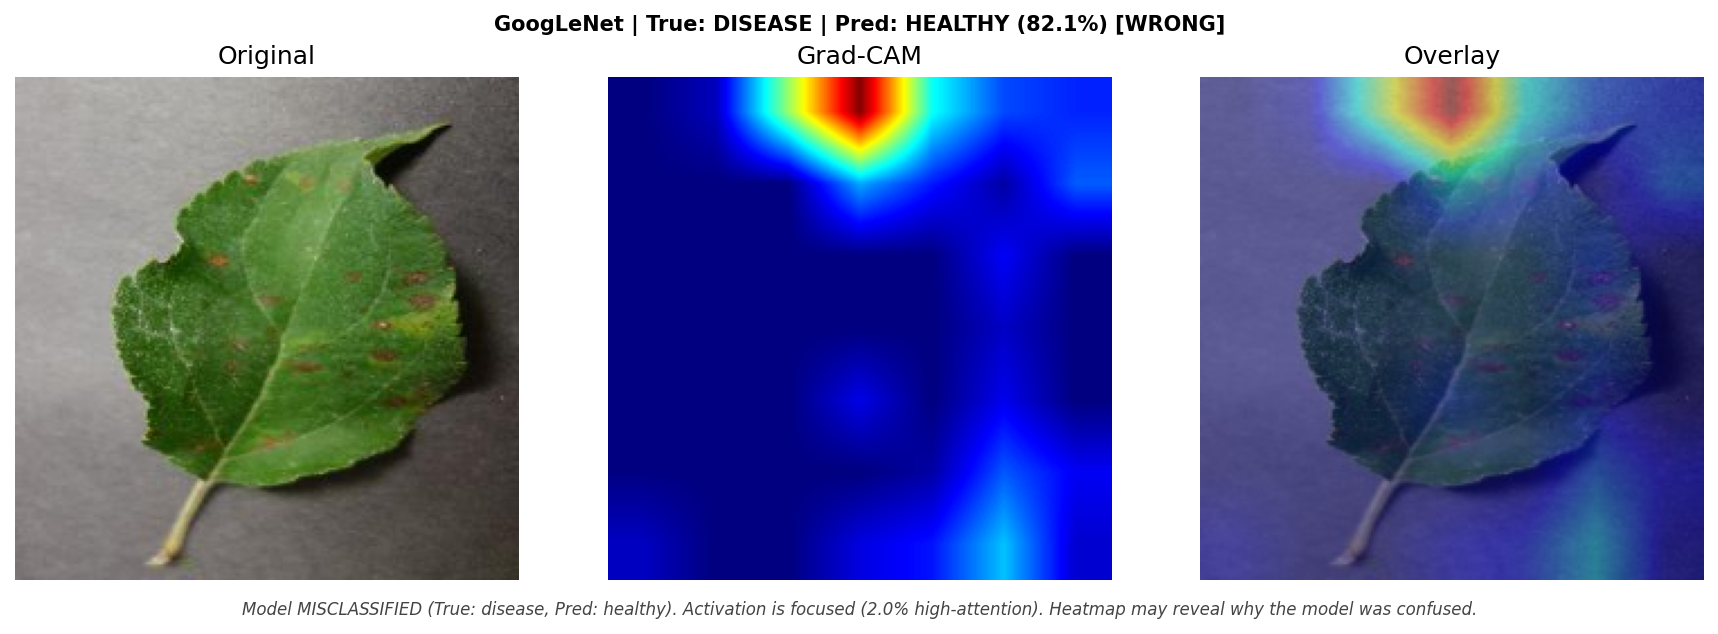 GoogLeNet | True: DISEASE | Pred: HEALTHY (82.1%) [WRONG]
Original
Grad-CAM
Overlay
Model MISCLASSIFIED (True: disease, Pred: healthy). Activation is focused (2.0% high-attention). Heatmap may reveal why the model was confused.